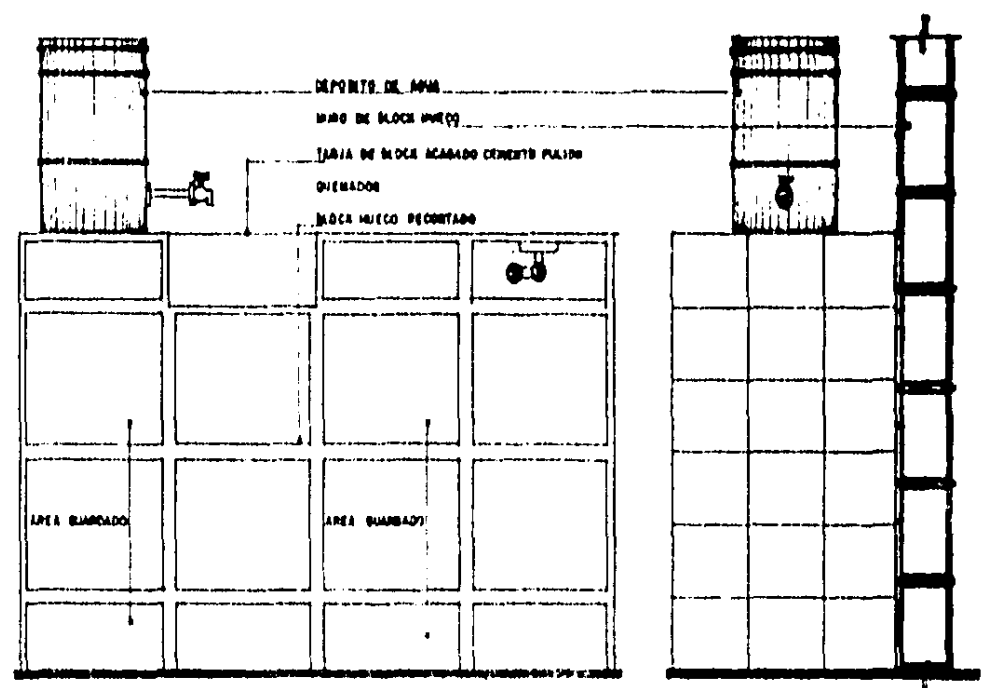 DEPOSITO DE AGUA
MURO DE BLOCK HUECO
TARJA DE BLOCK ACABADO CEMENTO PULIDO
QUEMADOR
BLOCK HUECO RECORTADO
AREA GUARDADO
AREA GUARDADO